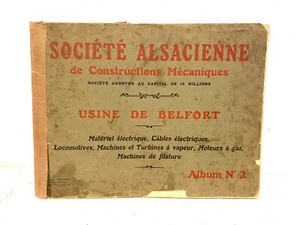 SOCIÉTÉ ALSACIENNE
de Constructions Mécaniques
SOCIÉTÉ ANONYME AU CAPITAL DE 18 MILLIONS
USINE DE BELFORT
Matériel électrique, Câbles électriques,
Locomotives, Machines et Turbines à vapeur, Moteurs à gaz,
Machines de filature
Album N° 2